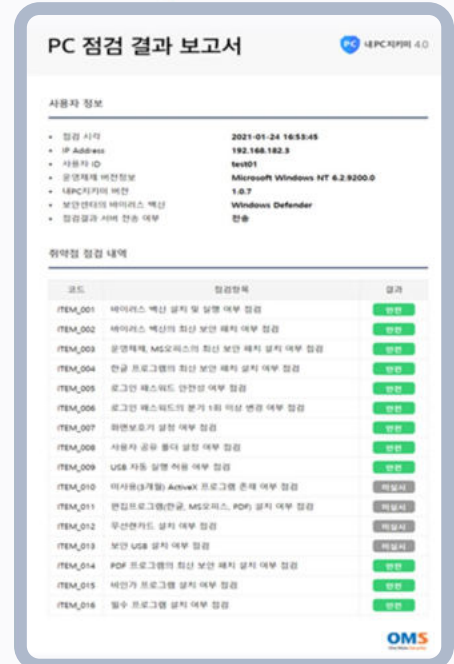 PC 점검 결과 보고서
PC 내PC지키미 4.0
사용자 정보
점검 시각 2021-01-24 16:53:45
IP Address 192.168.182.3
사용자 ID test01
운영체제 버전정보 Microsoft Windows NT 6.2.9200.0
내PC지키미 버전 1.0.7
보안센터의 바이러스 백신 Windows Defender
점검결과 서버 전송 여부 전송
취약점 점검 내역
코드 점검항목 결과
ITEM_001 바이러스 백신 설치 및 실행 여부 점검 안전
ITEM_002 바이러스 백신의 최신 보안 패치 여부 점검 안전
ITEM_003 운영체제, MS오피스의 최신 보안 패치 설치 여부 점검 안전
ITEM_004 한글 프로그램의 최신 보안 패치 설치 여부 점검 안전
ITEM_005 로그인 패스워드 안전성 여부 점검 안전
ITEM_006 로그인 패스워드의 분기 1회 이상 변경 여부 점검 안전
ITEM_007 화면보호기 설정 여부 점검 안전
ITEM_008 사용자 공유 폴더 설정 여부 점검 안전
ITEM_009 USB 자동 실행 허용 여부 점검 안전
ITEM_010 미사용(3개월) ActiveX 프로그램 존재 여부 점검 미실시
ITEM_011 편집프로그램(한글, MS오피스, PDF) 설치 여부 점검 미실시
ITEM_012 무선랜카드 설치 여부 점검 미실시
ITEM_013 보안 USB 설치 여부 점검 미실시
ITEM_014 PDF 프로그램의 최신 보안 패치 설치 여부 점검 안전
ITEM_015 비인가 프로그램 설치 여부 점검 안전
ITEM_016 필수 프로그램 설치 여부 점검 안전
OMS